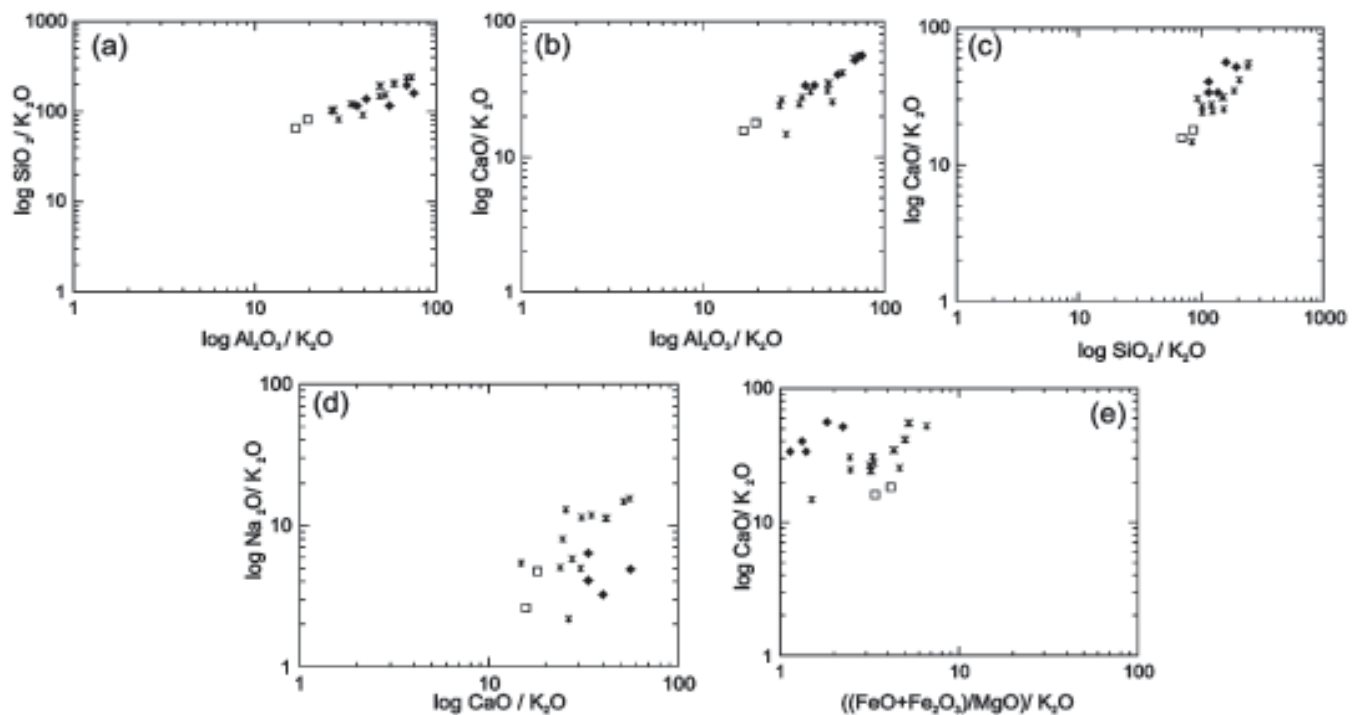 (a)
1000
100
10
1
log SiO₂/ K₂O
1 10 100
log Al₂O₃ / K₂O
(b)
100
10
1
log CaO/ K₂O
1 10 100
log Al₂O₃ / K₂O
(c)
100
10
1
log CaO/ K₂O
1 10 100 1000
log SiO₂ / K₂O
(d)
100
10
1
log Na₂O/ K₂O
1 10 100
log CaO / K₂O
(e)
100
10
1
log CaO/ K₂O
1 10 100
((FeO+Fe₂O₃)/MgO)/ K₂O